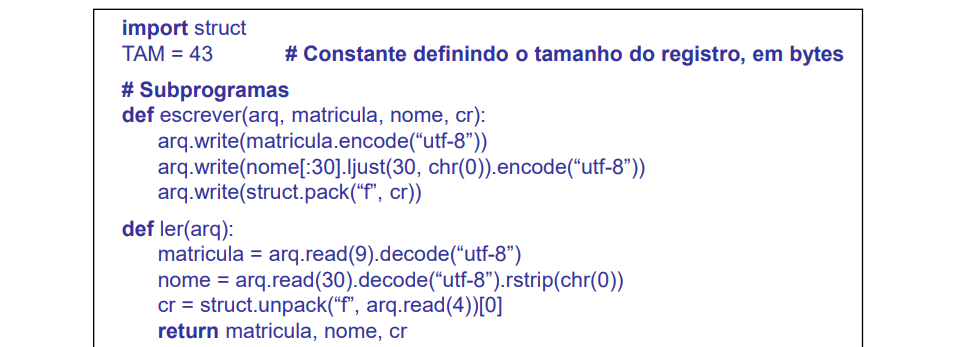 import struct
TAM = 43 # Constante definindo o tamanho do registro, em bytes
# Subprogramas
def escrever(arq, matricula, nome, cr):
arq.write(matricula.encode(“utf-8”))
arq.write(nome[:30].ljust(30, chr(0)).encode(“utf-8”))
arq.write(struct.pack(“f”, cr))
def ler(arq):
matricula = arq.read(9).decode(“utf-8”)
nome = arq.read(30).decode(“utf-8”).rstrip(chr(0))
cr = struct.unpack(“f”, arq.read(4))[0]
return matricula, nome, cr